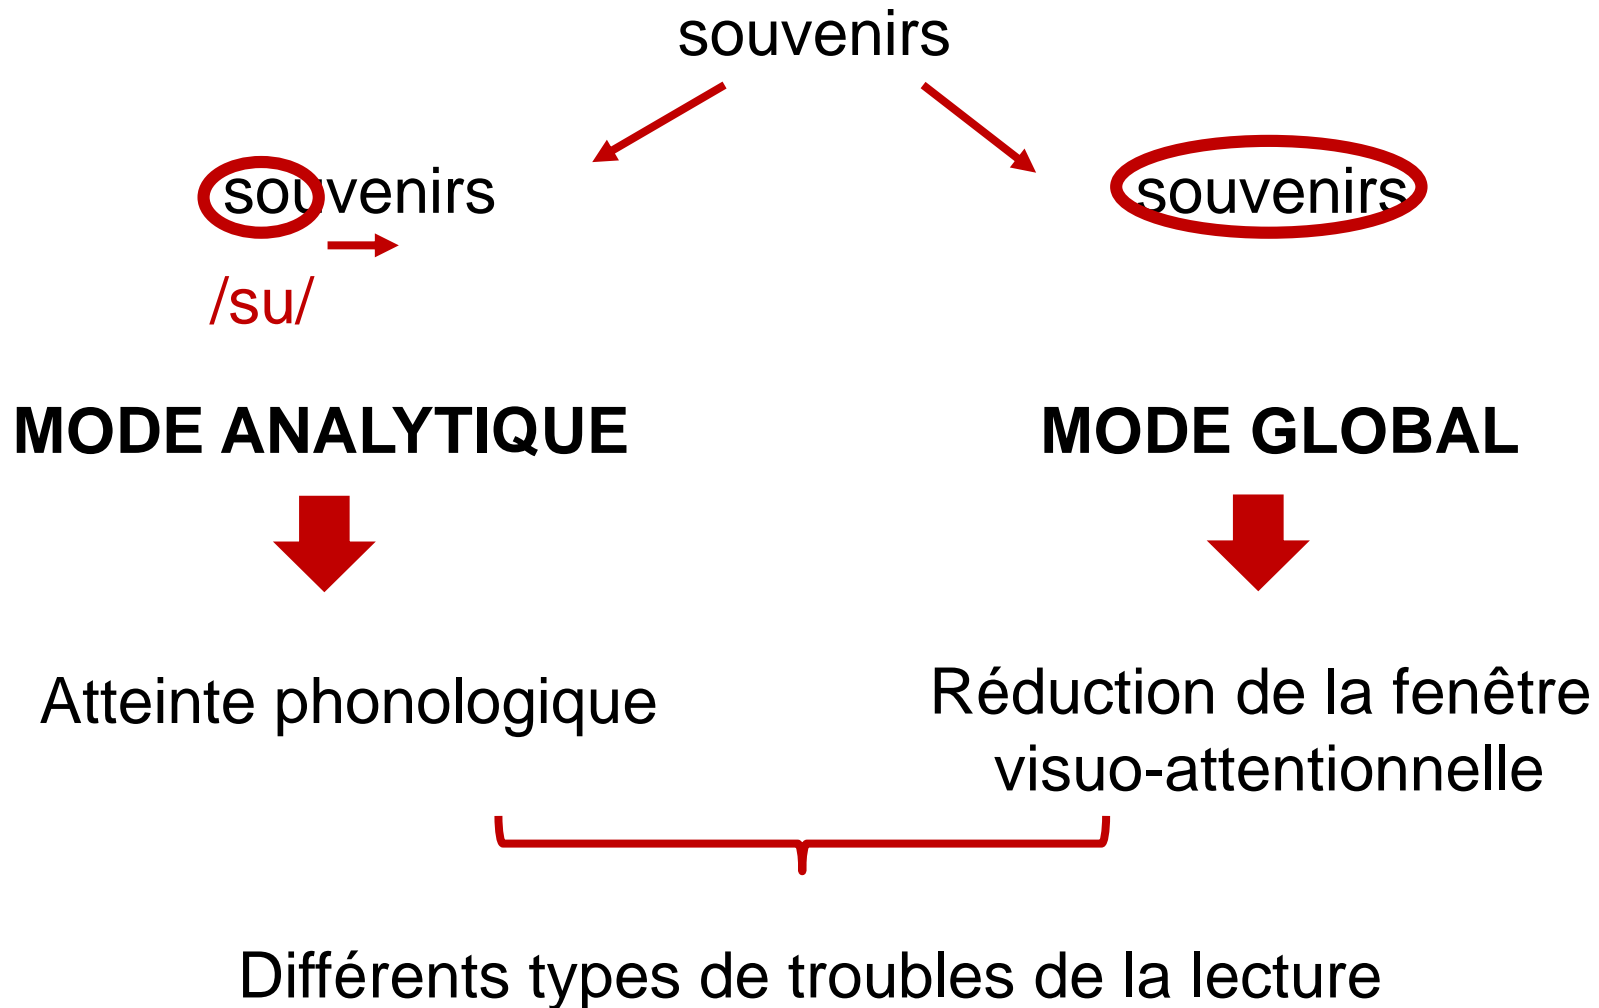 souvenirs
souvenirs
souvenirs
/su/
MODE ANALYTIQUE
MODE GLOBAL
Atteinte phonologique
Réduction de la fenêtre
visuo-attentionnelle
Différents types de troubles de la lecture